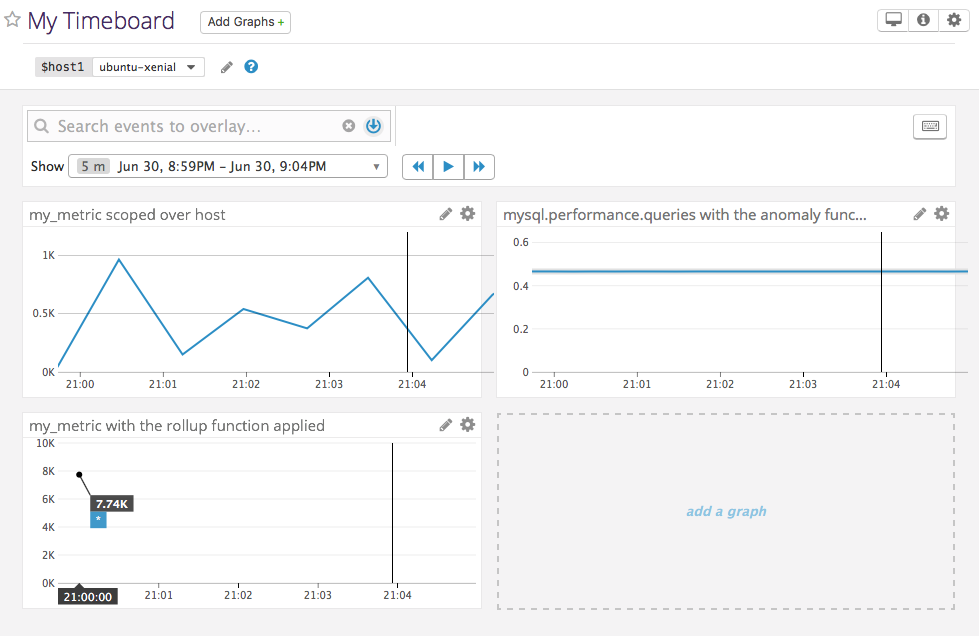 My Timeboard Add Graphs +
$host1 ubuntu-xenial ?
Search events to overlay...
Show 5 m Jun 30, 8:59PM – Jun 30, 9:04PM
my_metric scoped over host
1K
0.5K
0K
21:00 21:01 21:02 21:03 21:04
mysql.performance.queries with the anomaly func...
0.6
0.4
0.2
0
21:00 21:01 21:02 21:03 21:04
my_metric with the rollup function applied
10K
8K
6K
4K
2K
0K
7.74K
*
21:00:00 21:01 21:02 21:03 21:04
add a graph